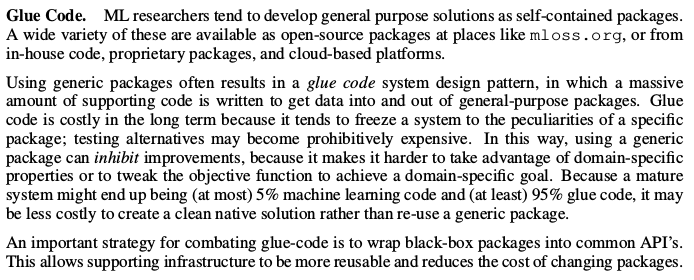 Glue Code. ML researchers tend to develop general purpose solutions as self-contained packages.
A wide variety of these are available as open-source packages at places like mloss.org, or from
in-house code, proprietary packages, and cloud-based platforms.
Using generic packages often results in a glue code system design pattern, in which a massive
amount of supporting code is written to get data into and out of general-purpose packages. Glue
code is costly in the long term because it tends to freeze a system to the peculiarities of a specific
package; testing alternatives may become prohibitively expensive. In this way, using a generic
package can inhibit improvements, because it makes it harder to take advantage of domain-specific
properties or to tweak the objective function to achieve a domain-specific goal. Because a mature
system might end up being (at most) 5% machine learning code and (at least) 95% glue code, it may
be less costly to create a clean native solution rather than re-use a generic package.
An important strategy for combating glue-code is to wrap black-box packages into common API's.
This allows supporting infrastructure to be more reusable and reduces the cost of changing packages.